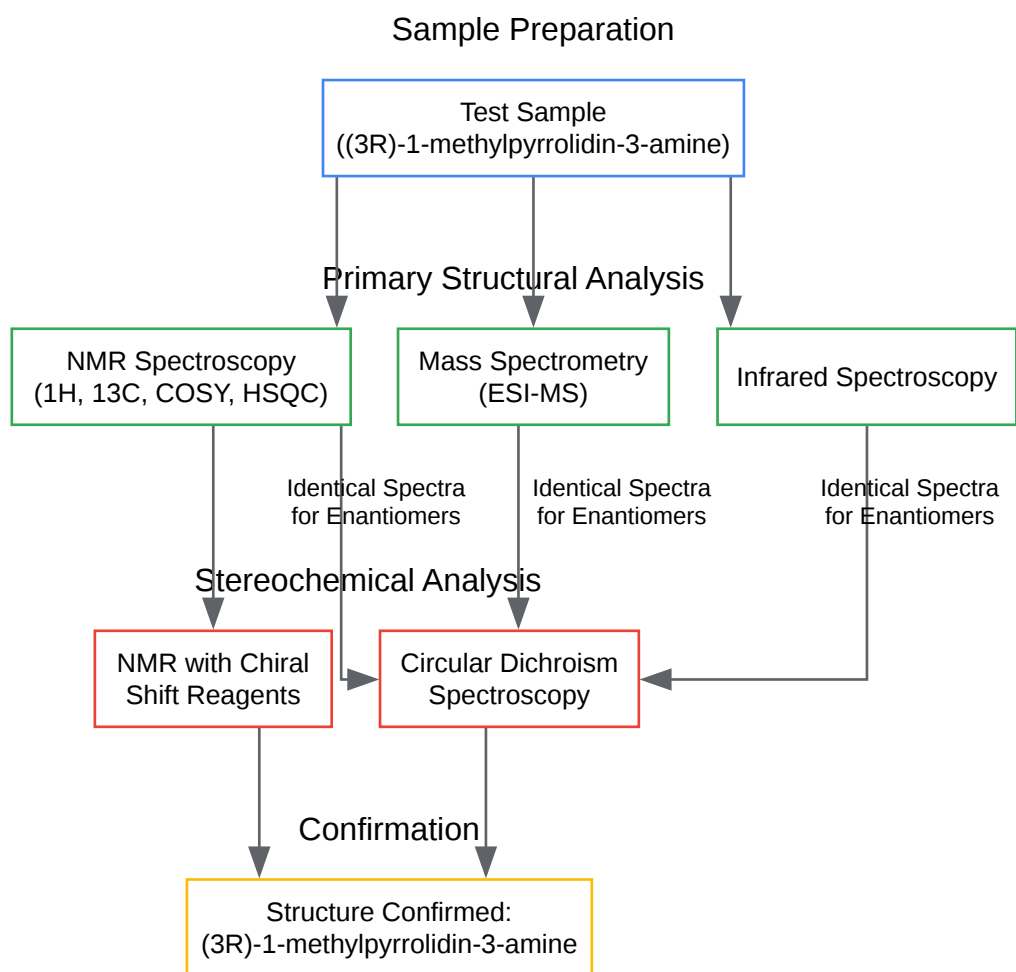 Sample Preparation
Test Sample
((3R)-1-methylpyrrolidin-3-amine)
Primary Structural Analysis
NMR Spectroscopy
(1H, 13C, COSY, HSQC)
Mass Spectrometry
(ESI-MS)
Infrared Spectroscopy
Identical Spectra
for Enantiomers
Identical Spectra
for Enantiomers
Identical Spectra
for Enantiomers
Stereochemical Analysis
NMR with Chiral
Shift Reagents
Circular Dichroism
Spectroscopy
Confirmation
Structure Confirmed:
(3R)-1-methylpyrrolidin-3-amine